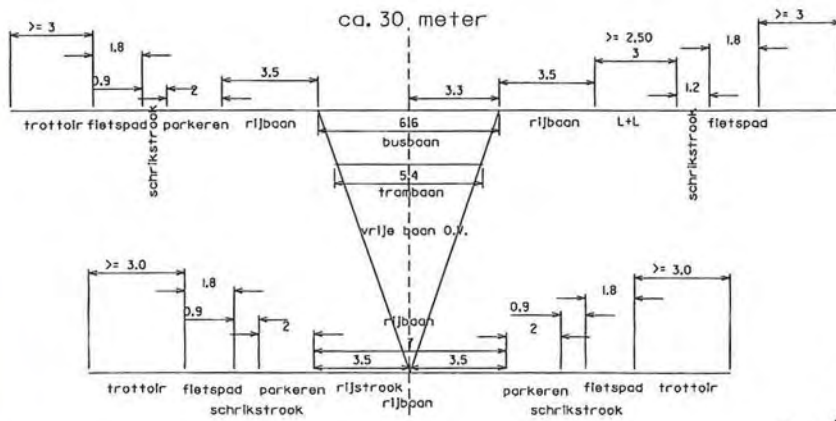 ca. 30 meter
>= 3
>= 3
1.8
>= 2,50
1.8
3.5
3.5
3
0.9
2
3.3
1.2
trottoir fietspad parkeren rijbaan
616
rijbaan L+L fietspad
schrikstrook
busbaan
schrikstrook
5.4
trambaan
vrije baan O.V.
>= 3.0
>= 3.0
1.8
1.8
0.9
2
rijbaan
0.9
2
7
3.5
3.5
trottoir fietspad parkeren rijstrook
parkeren fietspad trottoir
schrikstrook
rijbaan
schrikstrook